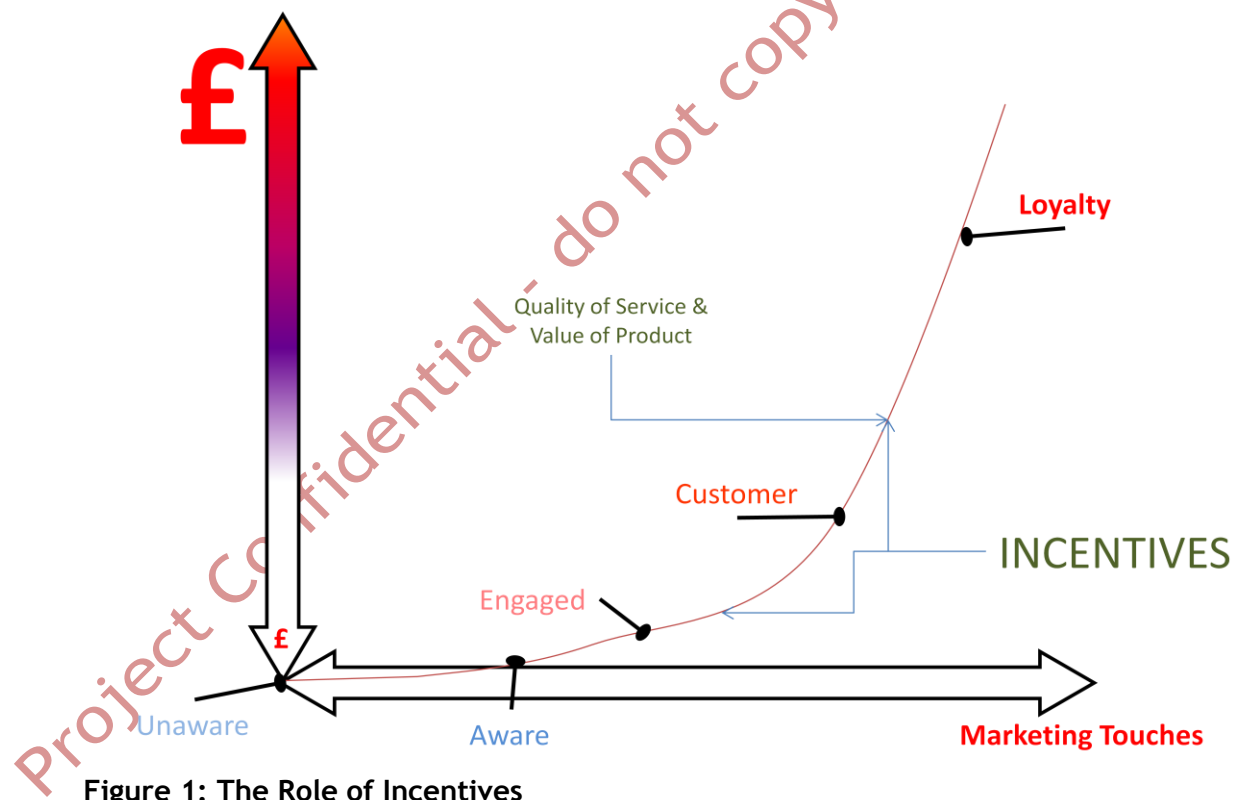 £
Project Confidential - do not copy
Loyalty
Quality of Service &
Value of Product
Customer
INCENTIVES
Engaged
£
Unaware
Aware
Marketing Touches
Figure 1: The Role of Incentives